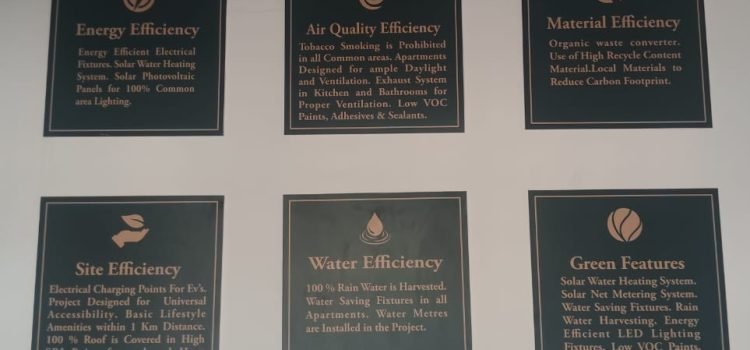 Energy Efficiency
Energy Efficient Electrical
Fixtures. Solar Water Heating
System. Solar Photovoltaic
Panels for 100% Common
area Lighting.
Air Quality Efficiency
Tobacco Smoking is Prohibited
in all Common areas. Apartments
Designed for ample Daylight
and Ventilation. Exhaust System
in Kitchen and Bathrooms for
Proper Ventilation. Low VOC
Paints, Adhesives & Sealants.
Material Efficiency
Organic waste converter.
Use of High Recycle Content
Material.Local Materials to
Reduce Carbon Footprint.
Site Efficiency
Electrical Charging Points For Ev's.
Project Designed for Universal
Accessibility. Basic Lifestyle
Amenities within 1 Km Distance.
100 % Roof is Covered in High
Water Efficiency
100 % Rain Water is Harvested.
Water Saving Fixtures in all
Apartments. Water Metres
are Installed in the Project.
Green Features
Solar Water Heating System.
Solar Net Metering System.
Water Saving Fixtures. Rain
Water Harvesting. Energy
Efficient LED Lighting
Fixtures. Low VOC Paints,